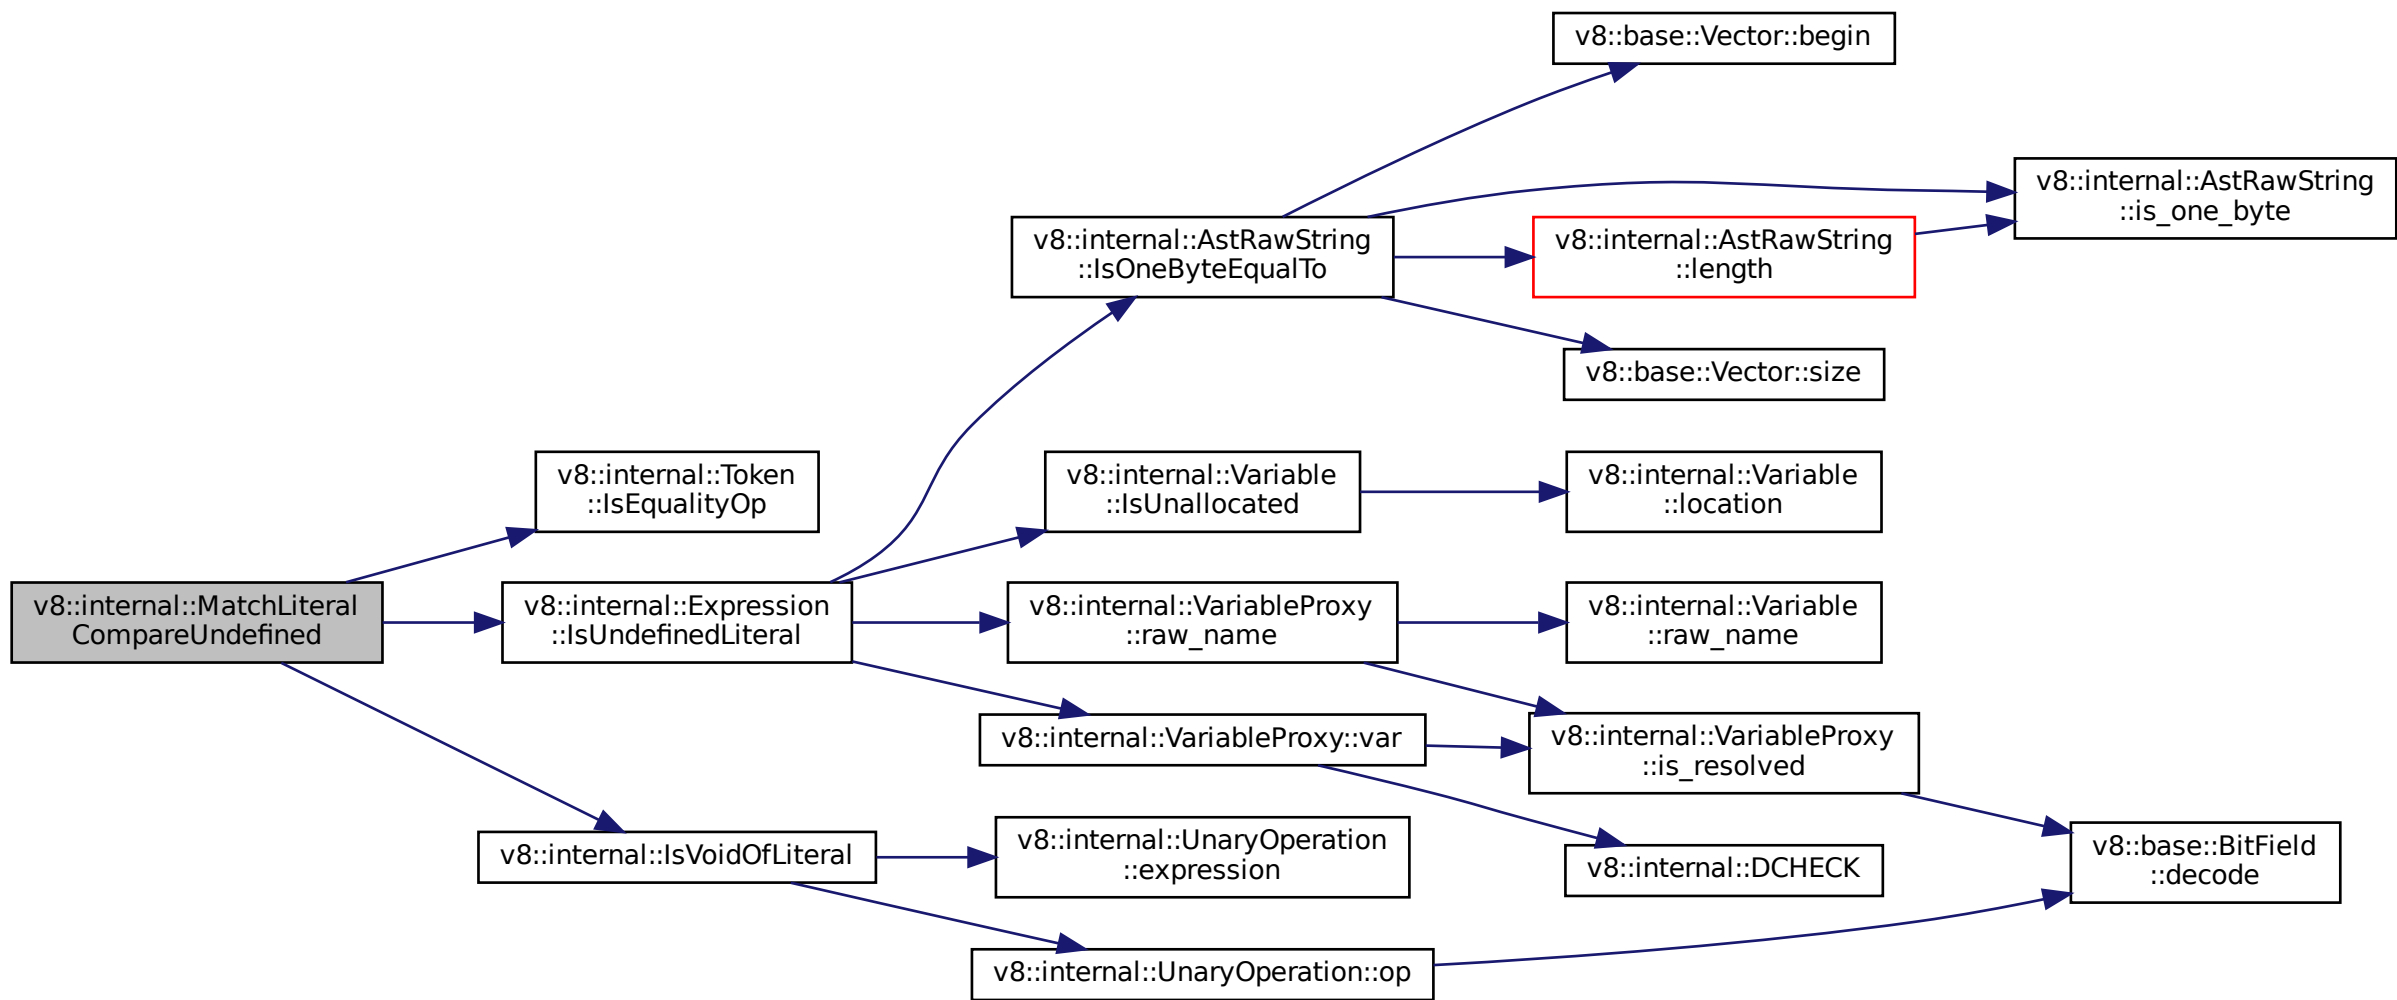 v8::base::Vector::begin
v8::internal::AstRawString
::is_one_byte
v8::internal::AstRawString
::IsOneByteEqualTo
v8::internal::AstRawString
::length
v8::base::Vector::size
v8::internal::Token
::IsEqualityOp
v8::internal::Variable
::IsUnallocated
v8::internal::Variable
::location
v8::internal::MatchLiteral
CompareUndefined
v8::internal::Expression
::IsUndefinedLiteral
v8::internal::VariableProxy
::raw_name
v8::internal::Variable
::raw_name
v8::internal::VariableProxy::var
v8::internal::VariableProxy
::is_resolved
v8::internal::IsVoidOfLiteral
v8::internal::UnaryOperation
::expression
v8::internal::DCHECK
v8::base::BitField
::decode
v8::internal::UnaryOperation::op